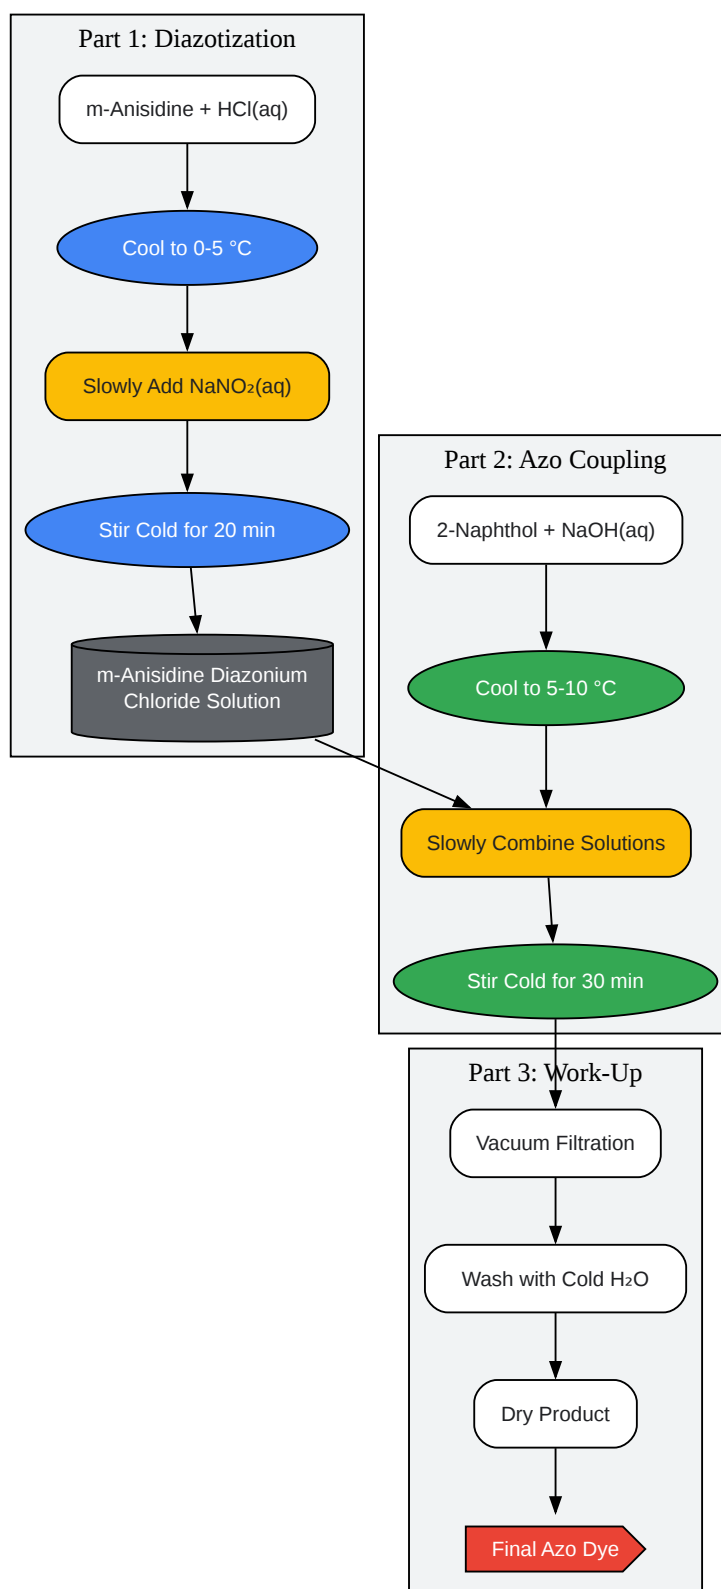 Part 1: Diazotization
m-Anisidine + HCl(aq)
Cool to 0-5 °C
Slowly Add NaNO₂(aq)
Stir Cold for 20 min
m-Anisidine Diazonium
Chloride Solution
Part 2: Azo Coupling
2-Naphthol + NaOH(aq)
Cool to 5-10 °C
Slowly Combine Solutions
Stir Cold for 30 min
Part 3: Work-Up
Vacuum Filtration
Wash with Cold H₂O
Dry Product
Final Azo Dye